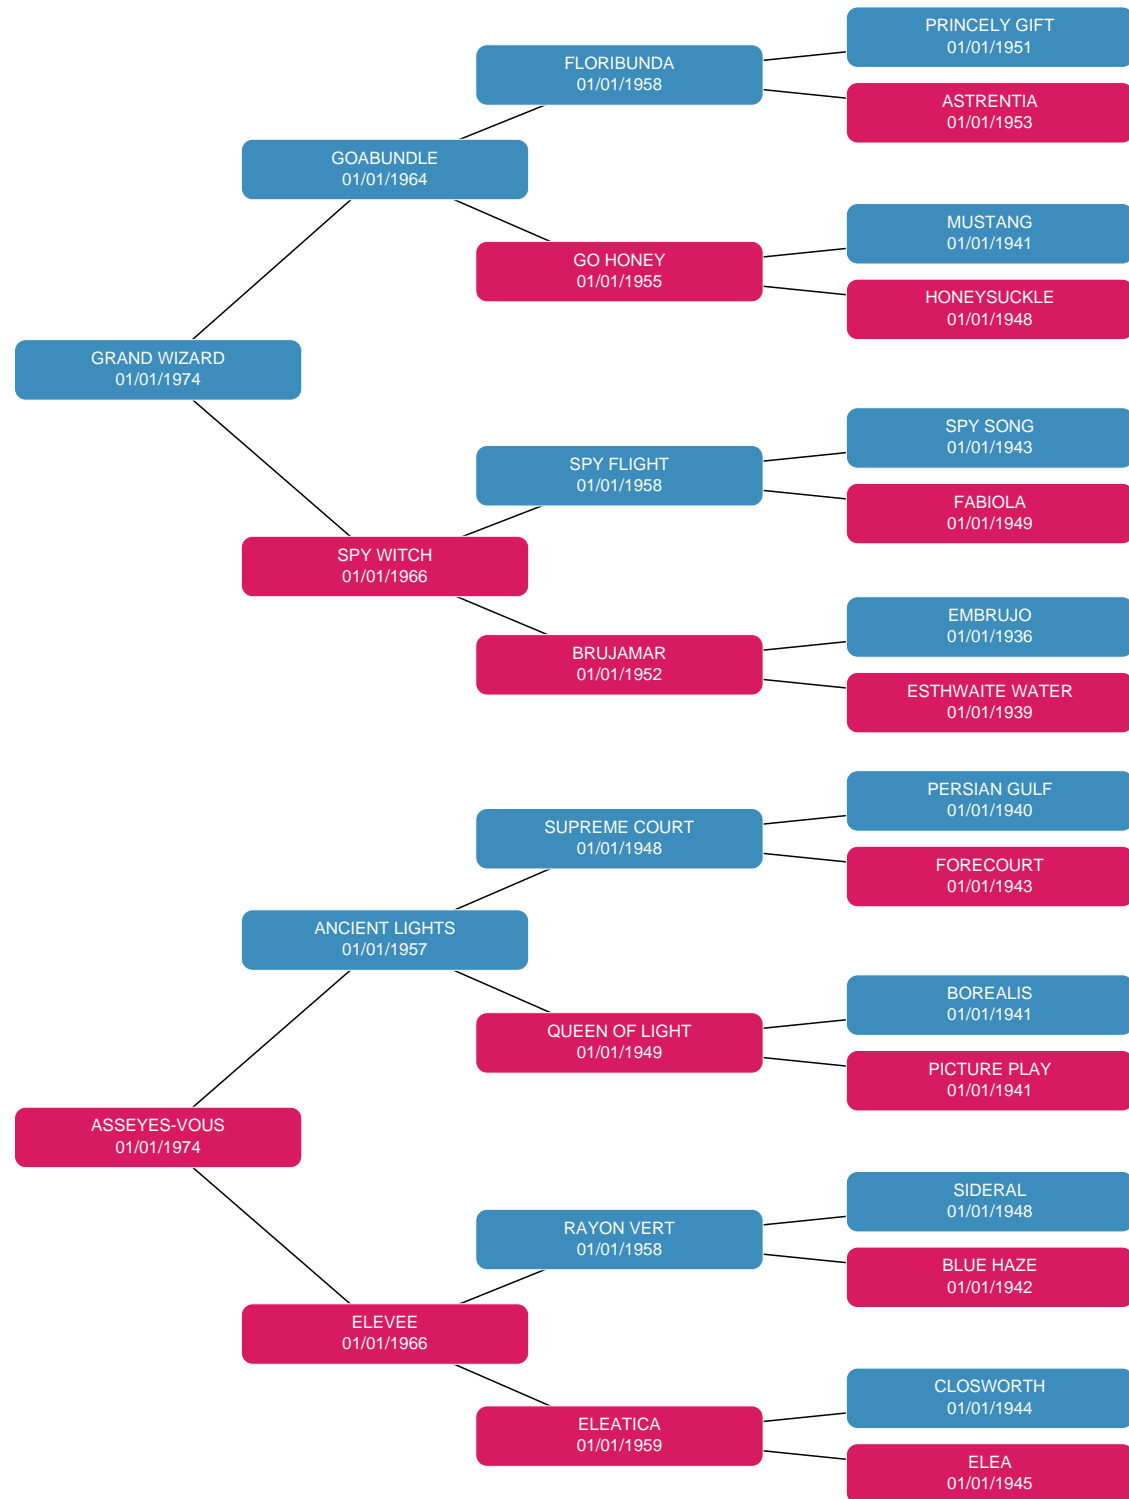 PRINCELY GIFT
01/01/1951
FLORIBUNDA
01/01/1958
ASTRENTIA
01/01/1953
GOABUNDLE
01/01/1964
MUSTANG
01/01/1941
GO HONEY
01/01/1955
HONEYSUCKLE
01/01/1948
GRAND WIZARD
01/01/1974
SPY SONG
01/01/1943
SPY FLIGHT
01/01/1958
FABIOLA
01/01/1949
SPY WITCH
01/01/1966
EMBRUJO
01/01/1936
BRUJAMAR
01/01/1952
ESTHWAITE WATER
01/01/1939
PERSIAN GULF
01/01/1940
SUPREME COURT
01/01/1948
FORECOURT
01/01/1943
ANCIENT LIGHTS
01/01/1957
BOREALIS
01/01/1941
QUEEN OF LIGHT
01/01/1949
PICTURE PLAY
01/01/1941
ASSEYES-VOUS
01/01/1974
SIDERAL
01/01/1948
RAYON VERT
01/01/1958
BLUE HAZE
01/01/1942
ELEVEE
01/01/1966
CLOSWORTH
01/01/1944
ELEATICA
01/01/1959
ELEA
01/01/1945